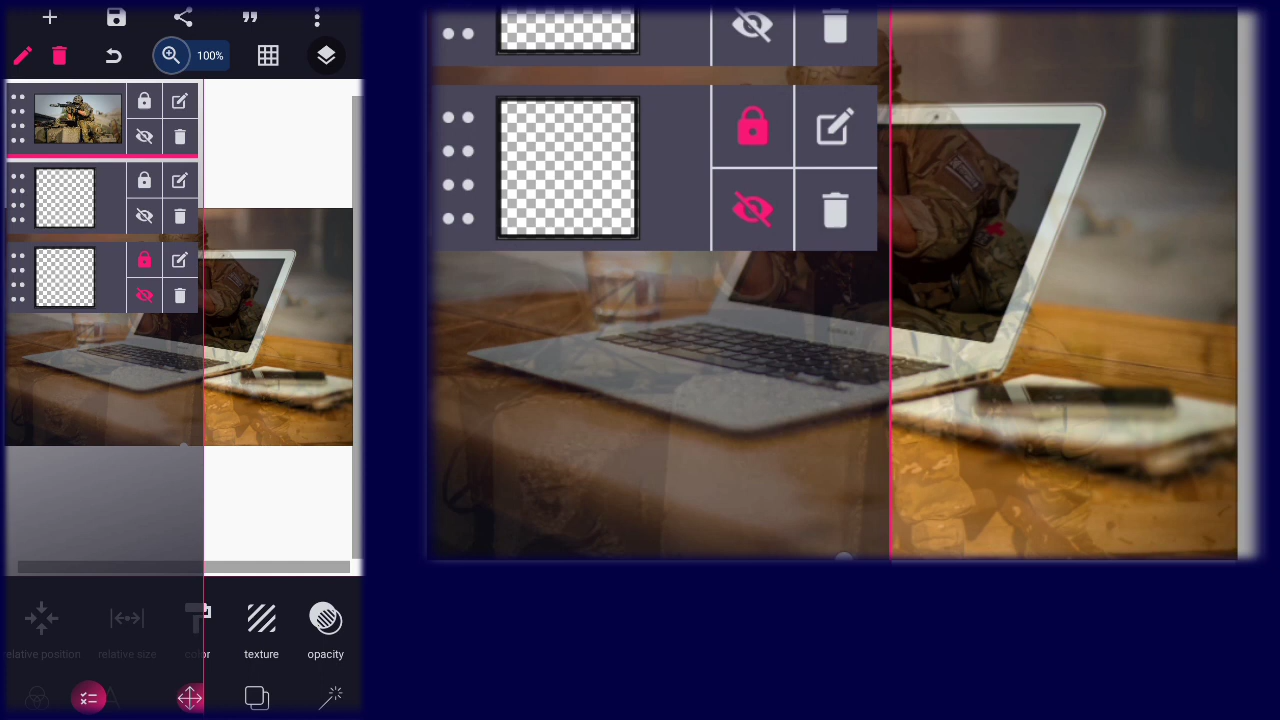 100%
relative position
relative size
color
texture
opacity